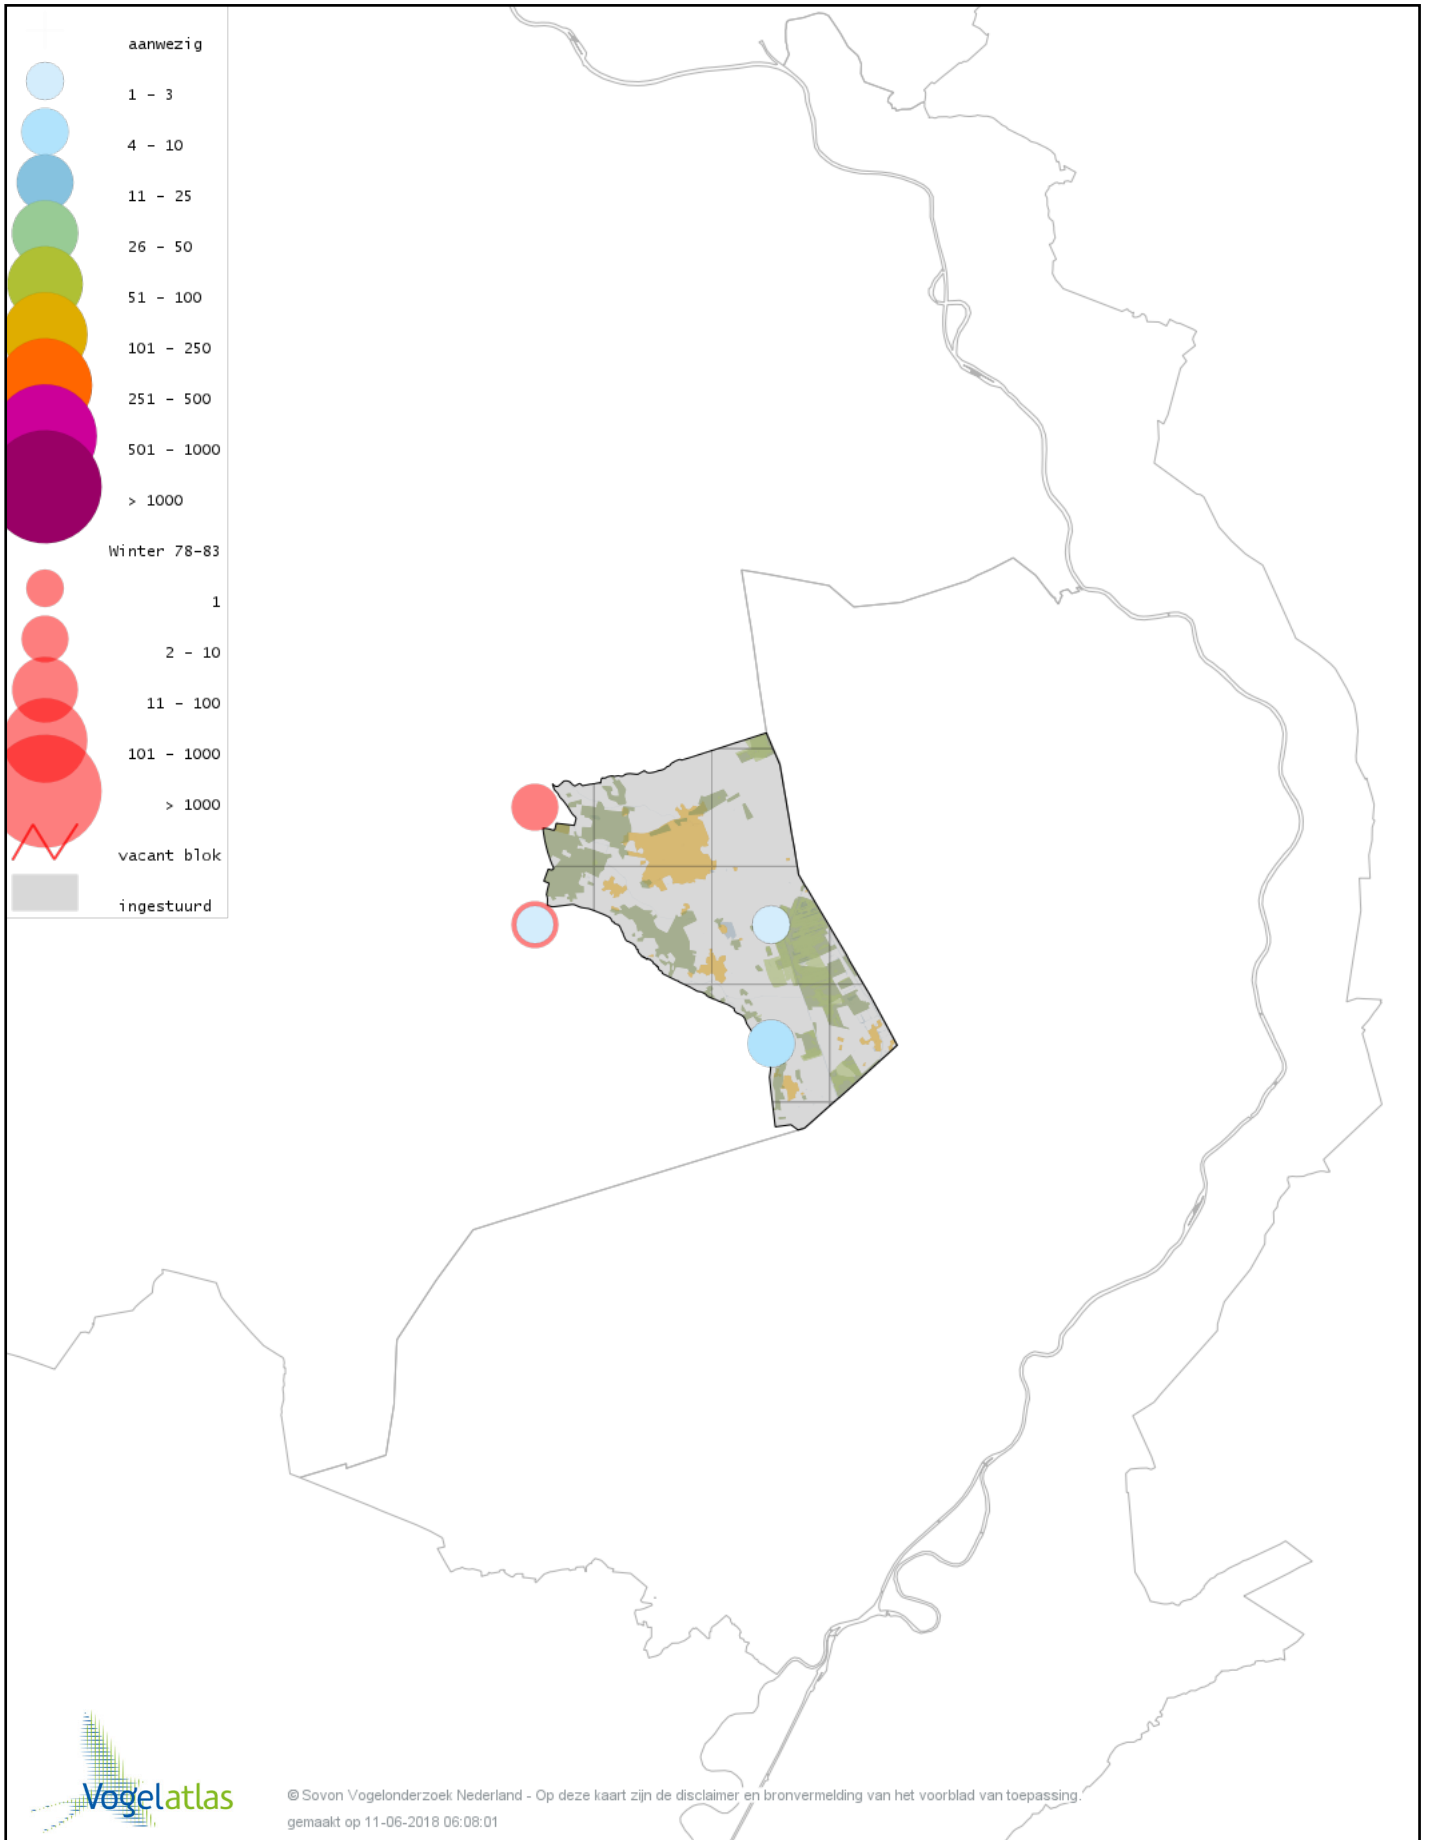 aanwezig
1 - 3
4 - 10
11 - 25
26 - 50
51 - 100
101 - 250
251 - 500
501 - 1000
> 1000
Winter 78-83
1
2 - 10
11 - 100
101 - 1000
> 1000
vacant blok
ingestuurd
Vogelatlas
© Sovon Vogelonderzoek Nederland - Op deze kaart zijn de disclaimer en bronvermelding van het voorblad van toepassing.
gemaakt op 11-06-2018 06:08:01